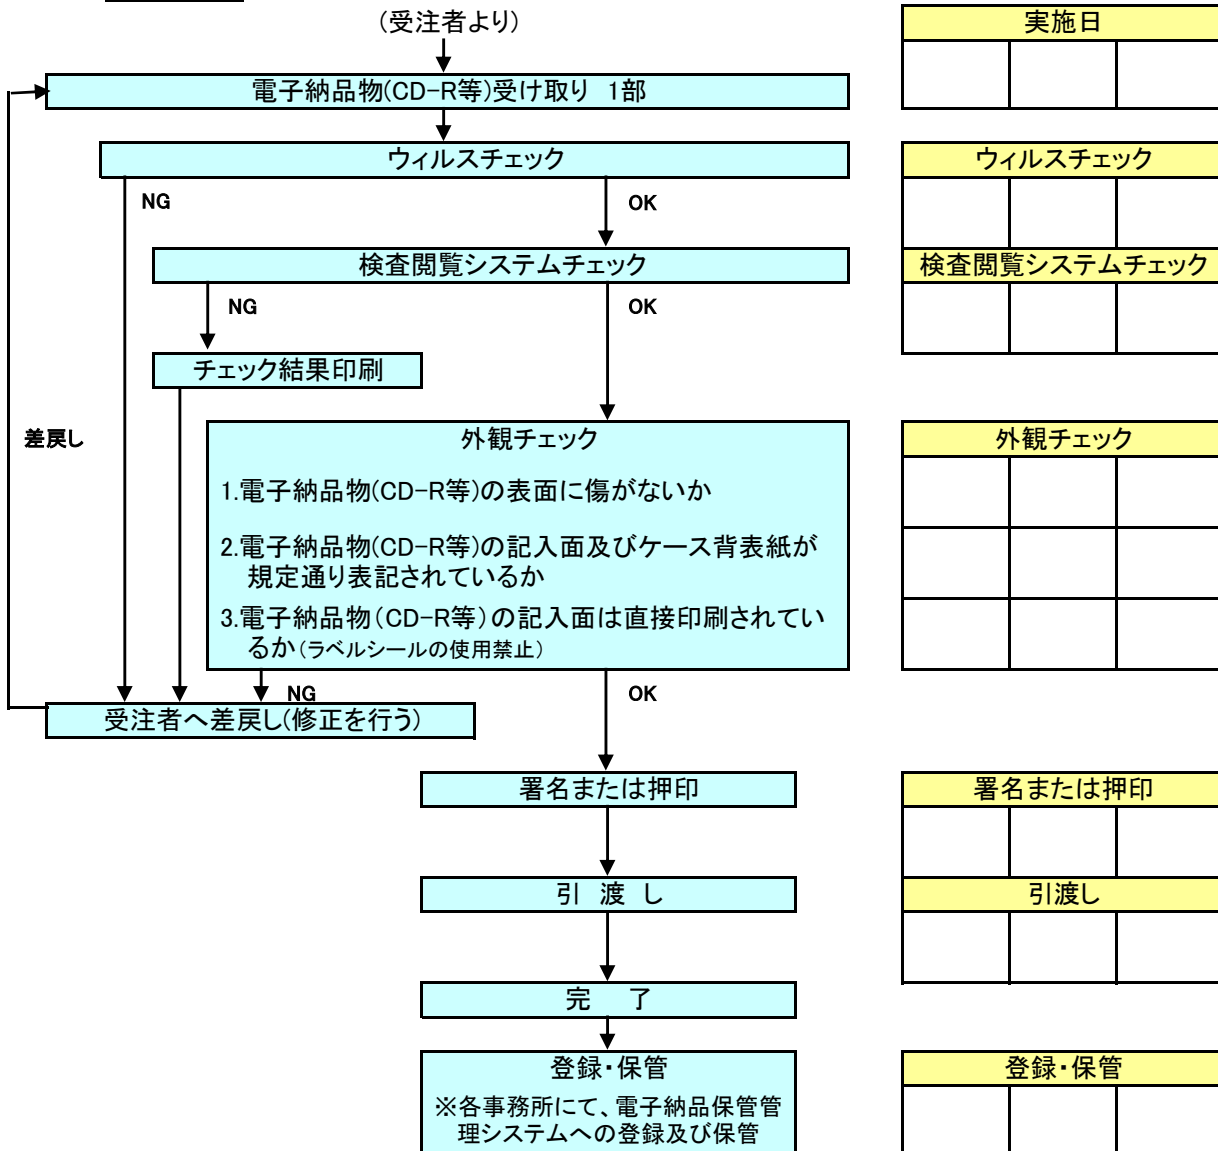 (受注者より)
実施日
電子納品物(CD-R等)受け取り 1部
ウィルスチェック
ウィルスチェック
NG
OK
検査閲覧システムチェック
検査閲覧システムチェック
NG
OK
チェック結果印刷
差戻し
外観チェック
外観チェック
1.電子納品物(CD-R等)の表面に傷がないか
2.電子納品物(CD-R等)の記入面及びケース背表紙が
規定通り表記されているか
3.電子納品物(CD-R等)の記入面は直接印刷されてい
るか(ラベルシールの使用禁止)
NG
OK
受注者へ差戻し(修正を行う)
署名または押印
署名または押印
引 渡 し
引渡し
完 了
登録・保管
登録・保管
※各事務所にて、電子納品保管管
理システムへの登録及び保管